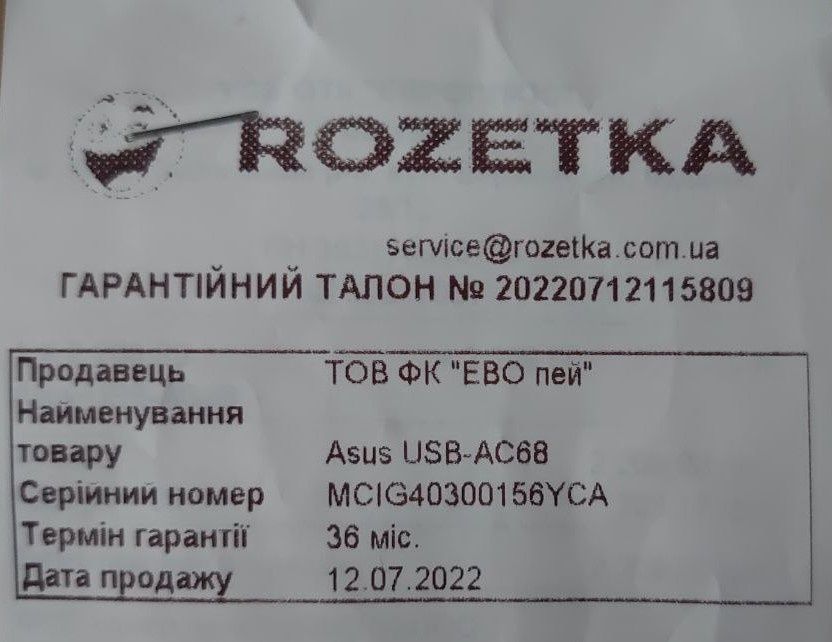 ROZETKA
service@rozetka.com.ua
ГАРАНТІЙНИЙ ТАЛОН № 20220712115809
Продавець ТОВ ФК "ЕВО пей"
Найменування
товару Asus USB-AC68
Серійний номер MCIG40300156YCA
Термін гарантії 36 міс.
Дата продажу 12.07.2022